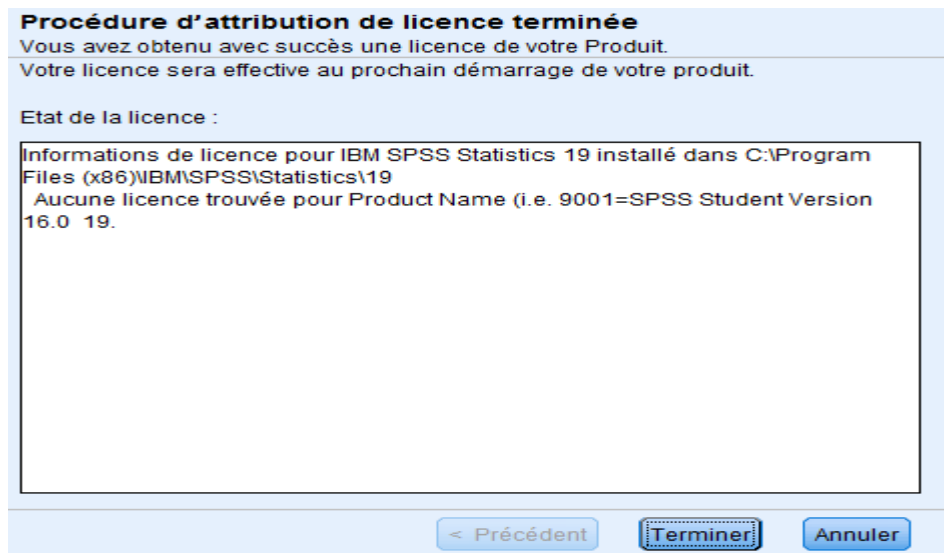 Procédure d'attribution de licence terminée
Vous avez obtenu avec succès une licence de votre Produit.
Votre licence sera effective au prochain démarrage de votre produit.
Etat de la licence :
Informations de licence pour IBM SPSS Statistics 19 installé dans C:\Program
Files (x86)\IBM\SPSS\Statistics\19
Aucune licence trouvée pour Product Name (i.e. 9001=SPSS Student Version
16.0 19.
< Précédent
Terminer
Annuler